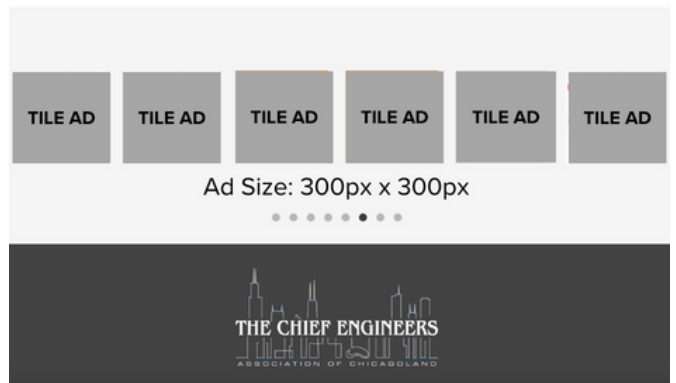 TILE AD TILE AD TILE AD TILE AD TILE AD TILE AD
Ad Size: 300px x 300px
THE CHIEF ENGINEERS
ASSOCIATION OF CHICAGOLAND